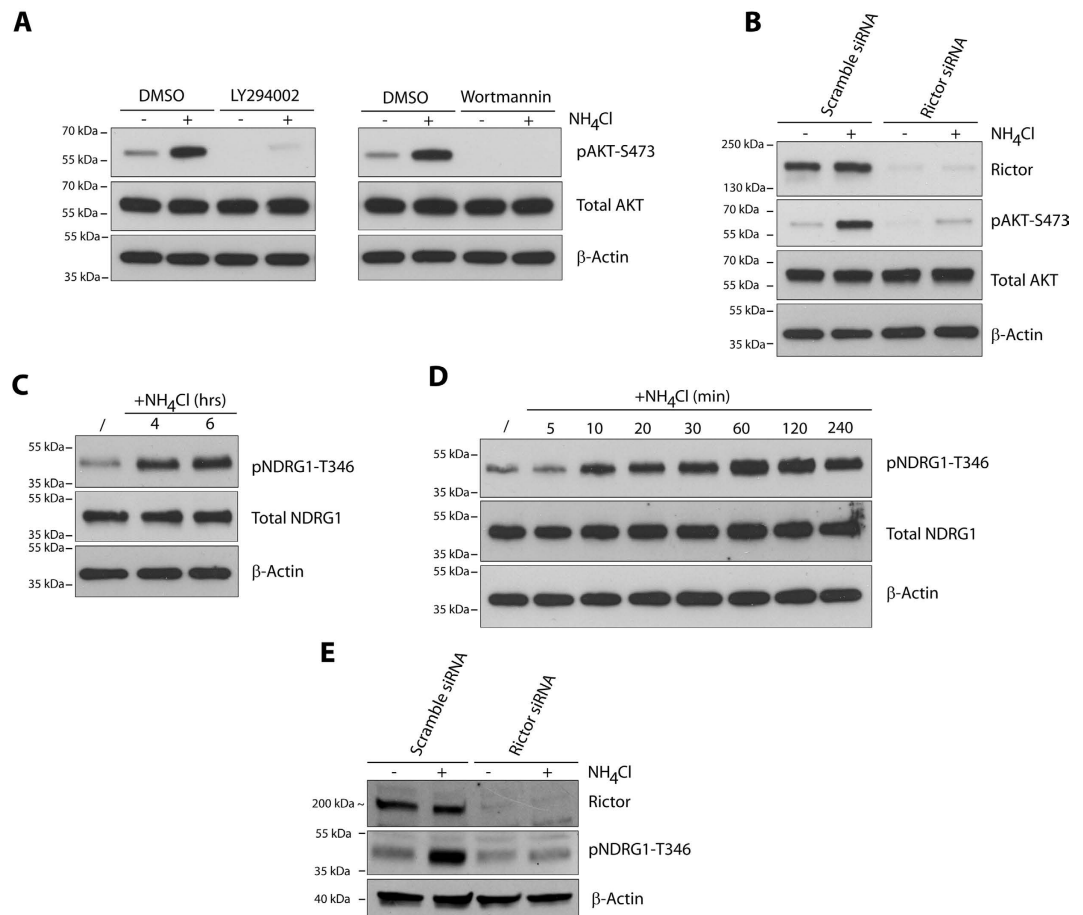 A
DMSO LY294002
- + - +
70 kDa
55 kDa
70 kDa
55 kDa
55 kDa
35 kDa
DMSO Wortmannin
- + - + NH4Cl
pAKT-S473
Total AKT
β-Actin
B
Scramble siRNA
Rictor siRNA
- + - + NH4Cl
250 kDa
130 kDa
Rictor
70 kDa
55 kDa
pAKT-S473
70 kDa
55 kDa
Total AKT
55 kDa
35 kDa
β-Actin
C
+NH4Cl (hrs)
/ 4 6
55 kDa
35 kDa
pNDRG1-T346
55 kDa
35 kDa
Total NDRG1
55 kDa
35 kDa
β-Actin
D
+NH4Cl (min)
/ 5 10 20 30 60 120 240
55 kDa
35 kDa
pNDRG1-T346
55 kDa
35 kDa
Total NDRG1
55 kDa
35 kDa
β-Actin
E
Scramble siRNA
Rictor siRNA
- + - + NH4Cl
200 kDa ~
Rictor
55 kDa
35 kDa
pNDRG1-T346
40 kDa
β-Actin